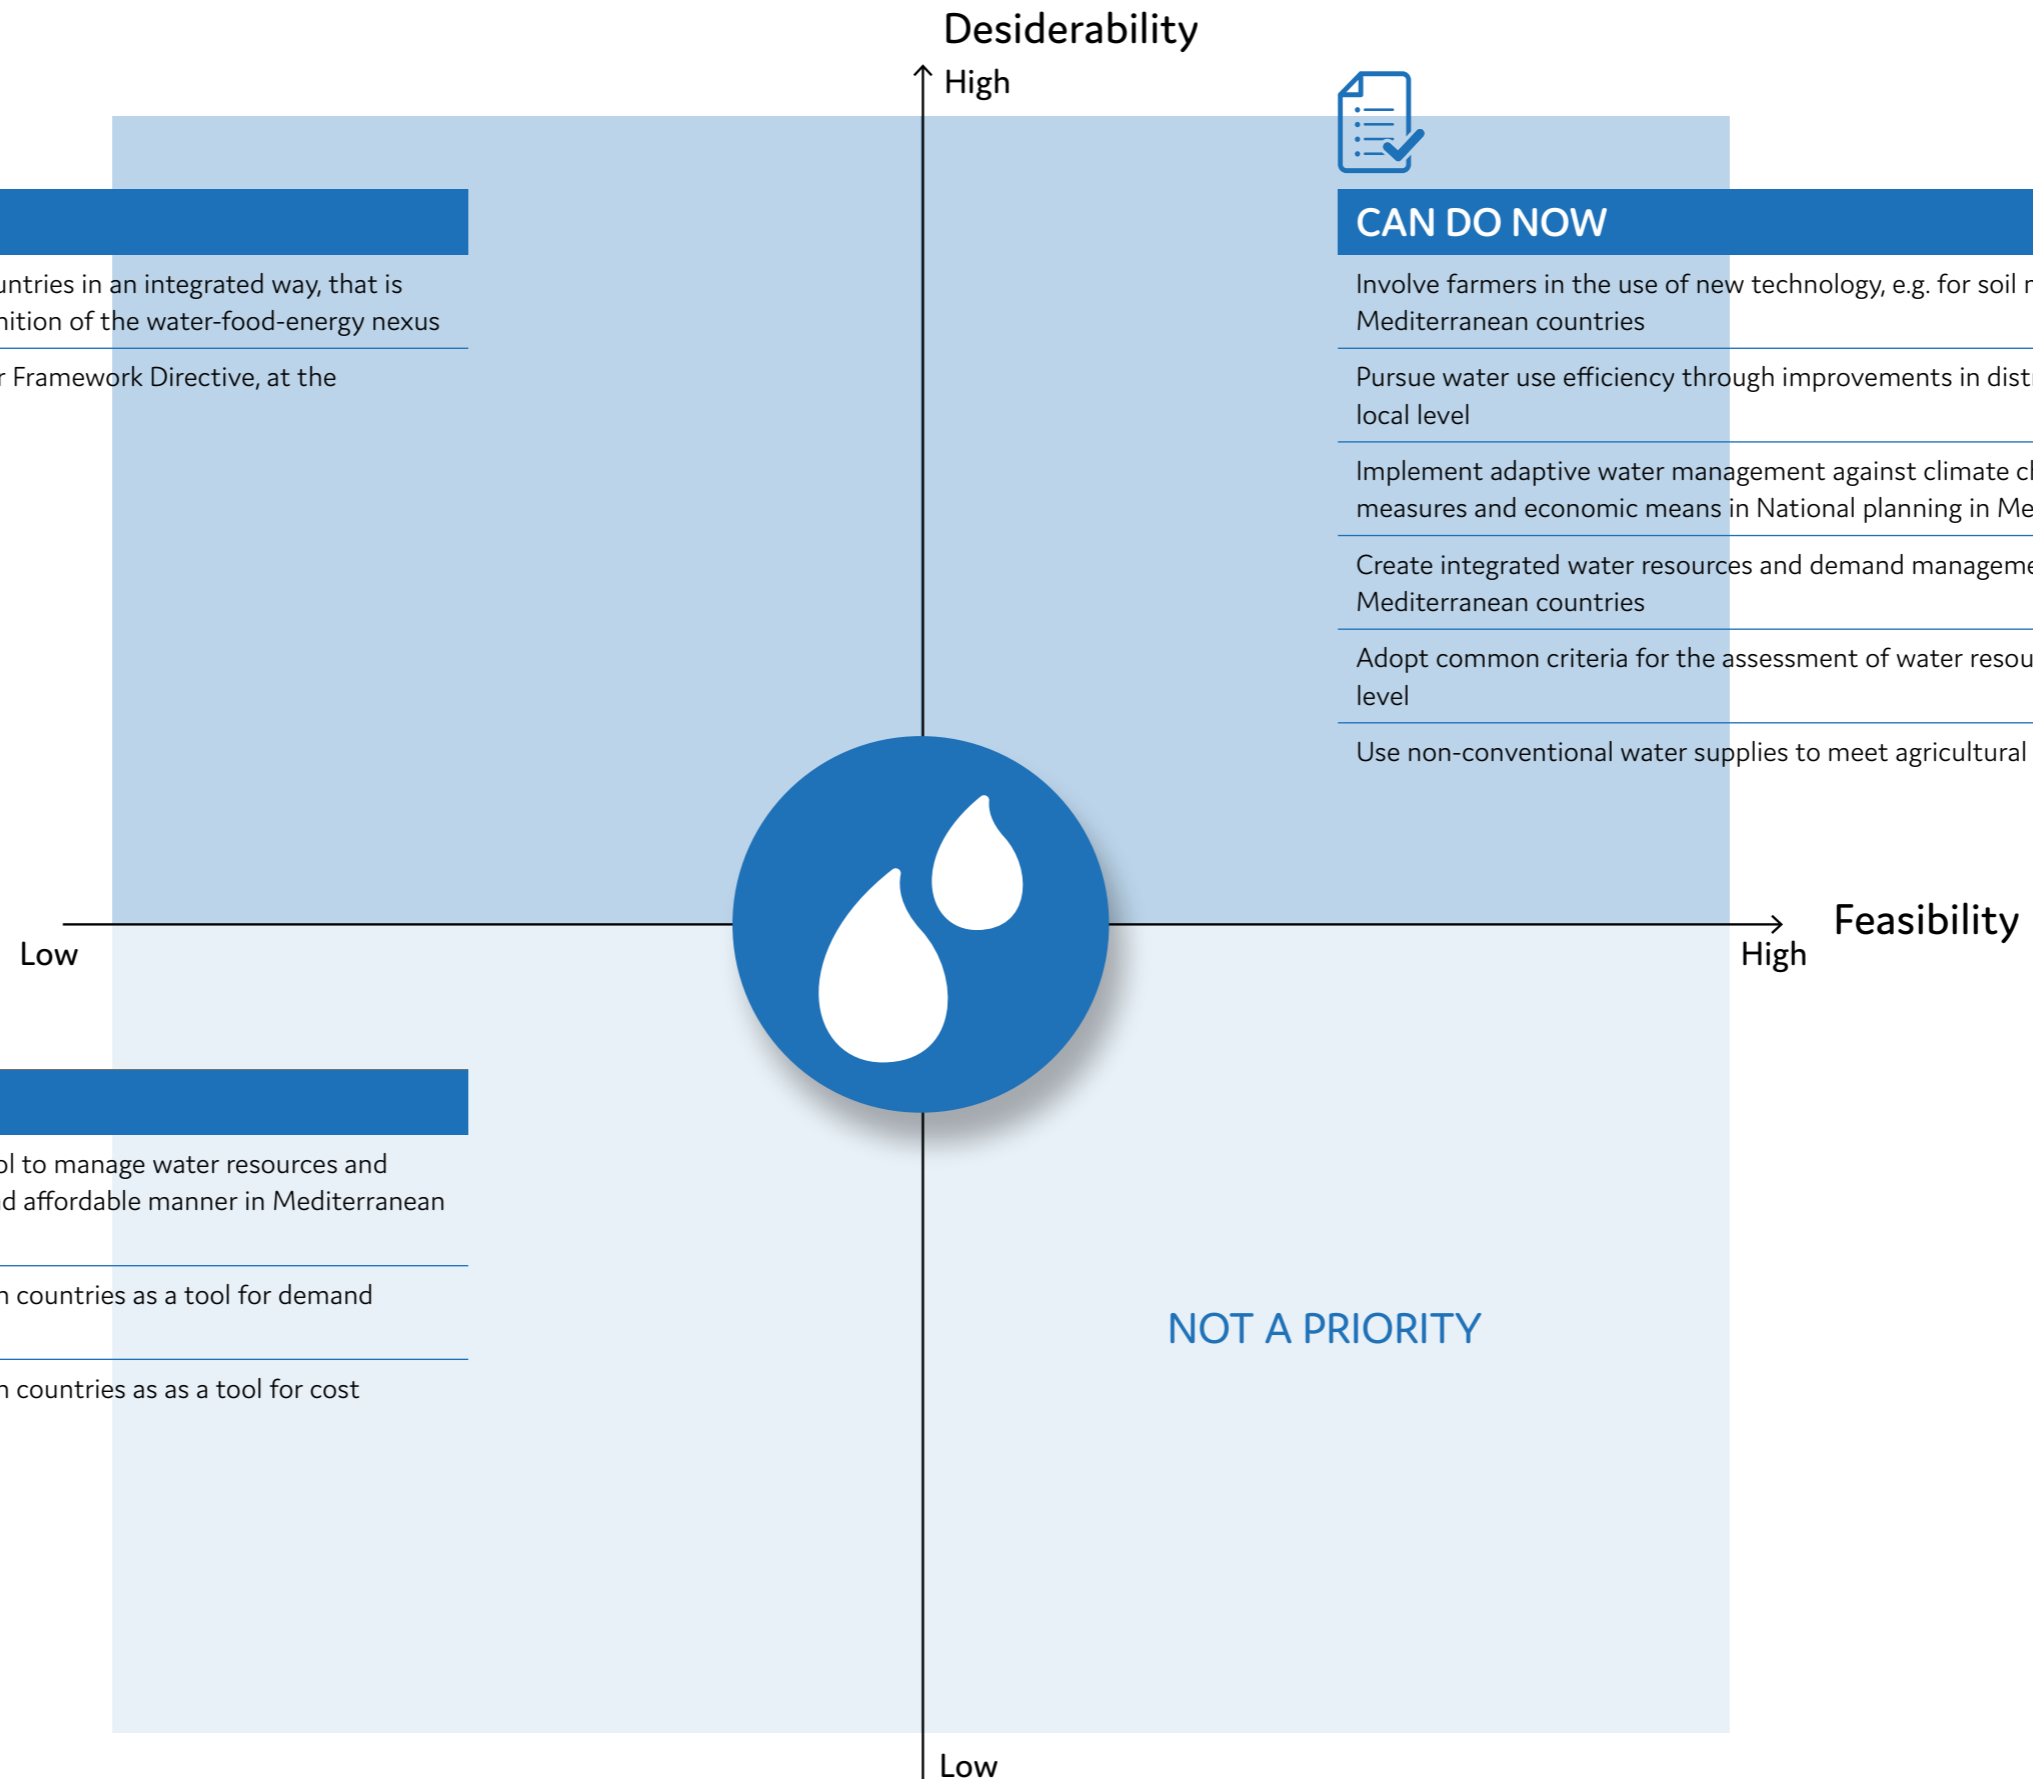 Desiderability
High
untries in an integrated way, that is
nition of the water-food-energy nexus
r Framework Directive, at the
CAN DO NOW
Involve farmers in the use of new technology, e.g. for soil
Mediterranean countries
Pursue water use efficiency through improvements in dist
local level
Implement adaptive water management against climate c
measures and economic means in National planning in Me
Create integrated water resources and demand manageme
Mediterranean countries
Adopt common criteria for the assessment of water resou
level
Use non-conventional water supplies to meet agricultural
Low
High
Feasibility
ol to manage water resources and
d affordable manner in Mediterranean
n countries as a tool for demand
n countries as as a tool for cost
NOT A PRIORITY
Low